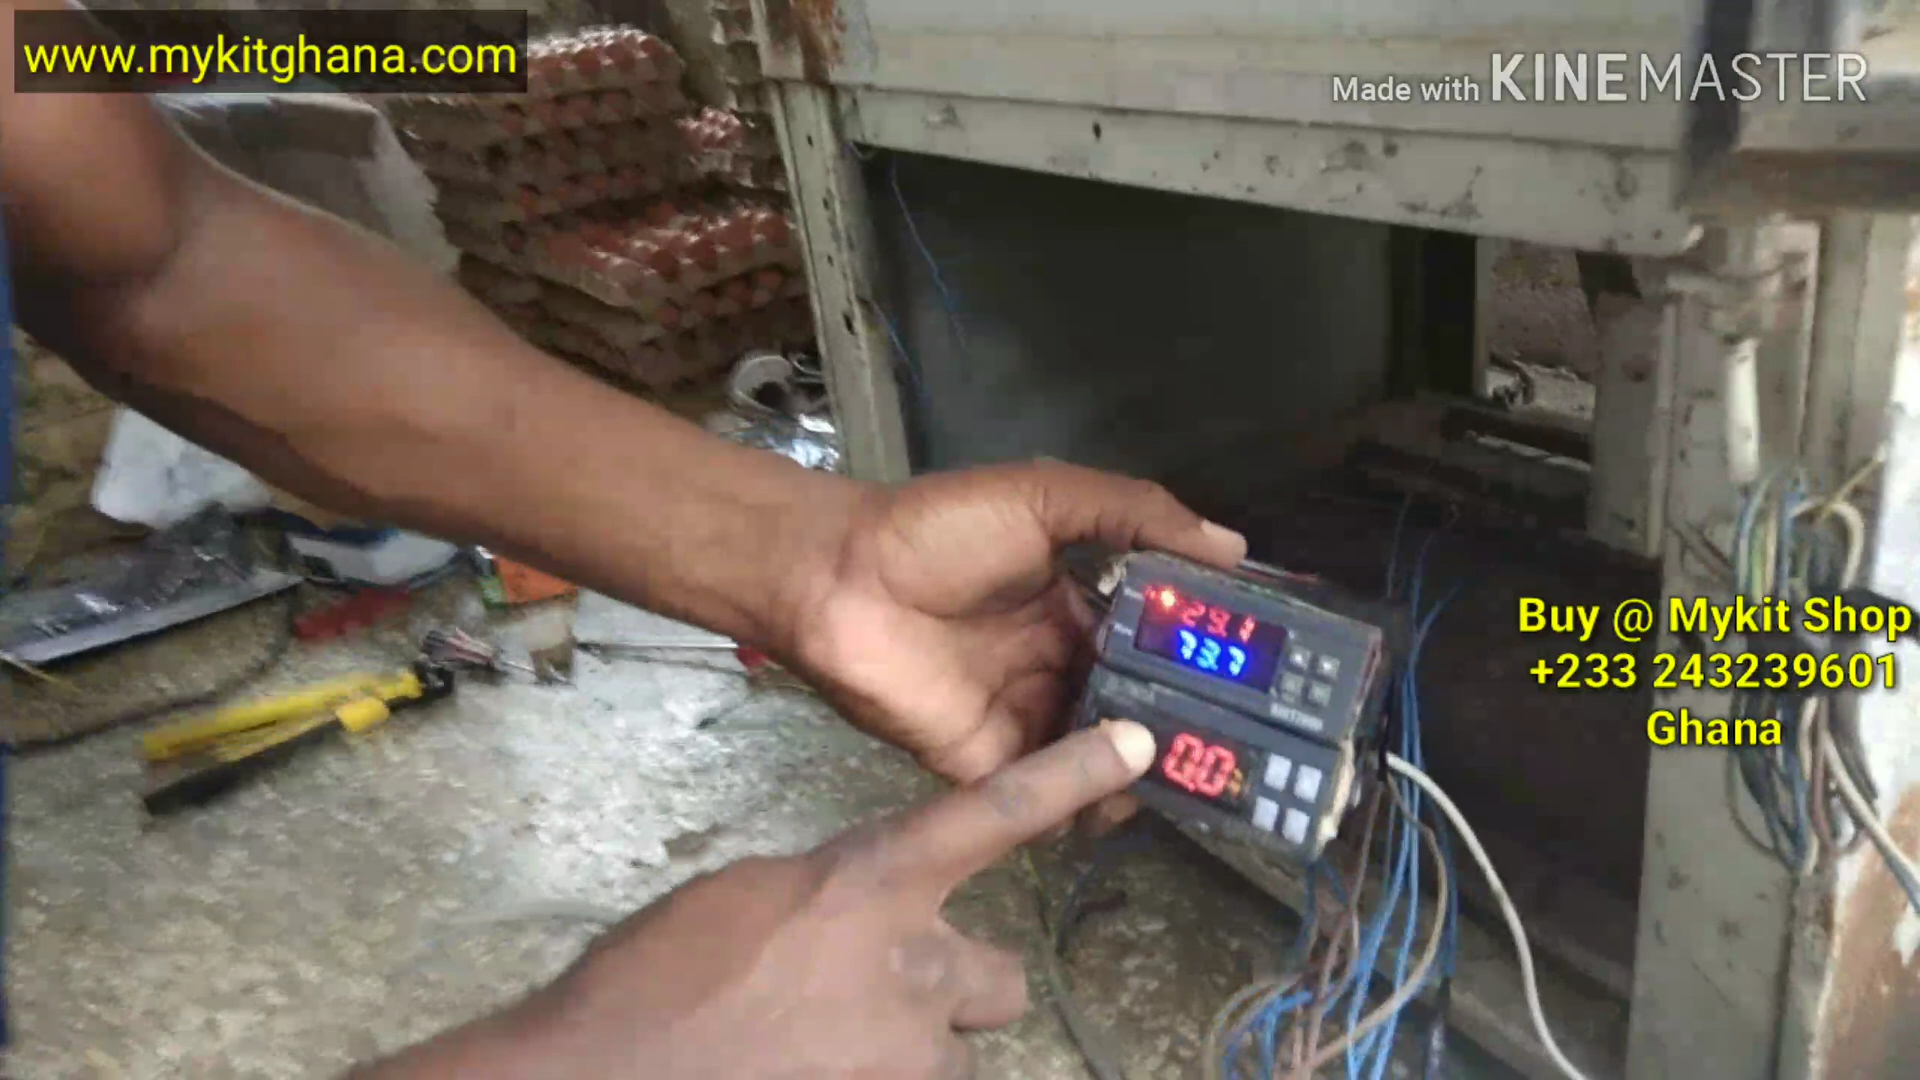 www.mykitghana.com
Made with KINEMASTER
29.1
73.7
0.0
Buy @ Mykit Shop
+233 243239601
Ghana